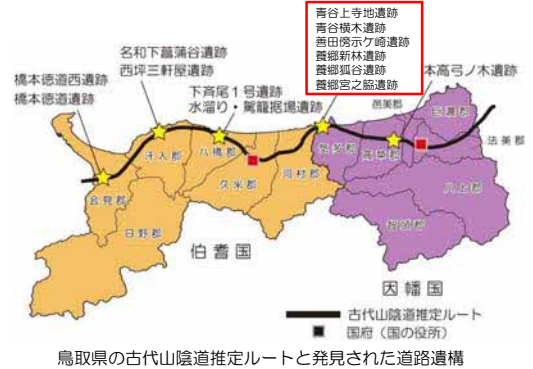 青谷上寺地遺跡
青谷横木遺跡
善田傍示ケ崎遺跡
養郷新林遺跡
養郷狐谷遺跡
養郷宮之脇遺跡
名和下菖蒲谷遺跡
西坪三軒屋遺跡
橋本徳道西遺跡
橋本徳道遺跡
下斉尾1号遺跡
水溜り・駕籠据場遺跡
本高弓ノ木遺跡
邑美郡
巨濃郡
法美郡
汗入郡
八橋郡
久米郡
河村郡
気多郡
高草郡
八上郡
会見郡
日野郡
智頭郡
伯耆国
因幡国
古代山陰道推定ルート
国府（国の役所）
鳥取県の古代山陰道推定ルートと発見された道路遺構